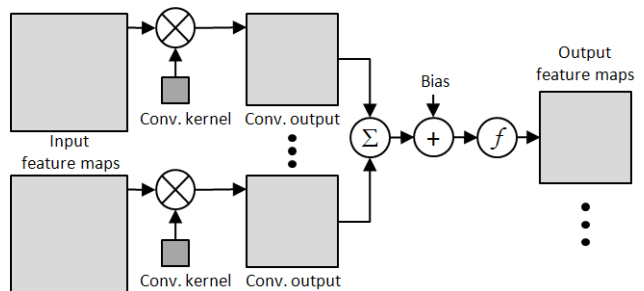 Conv. kernel
Conv. output
Input
feature maps
Conv. kernel
Conv. output
Σ
Bias
+
f
Output
feature maps